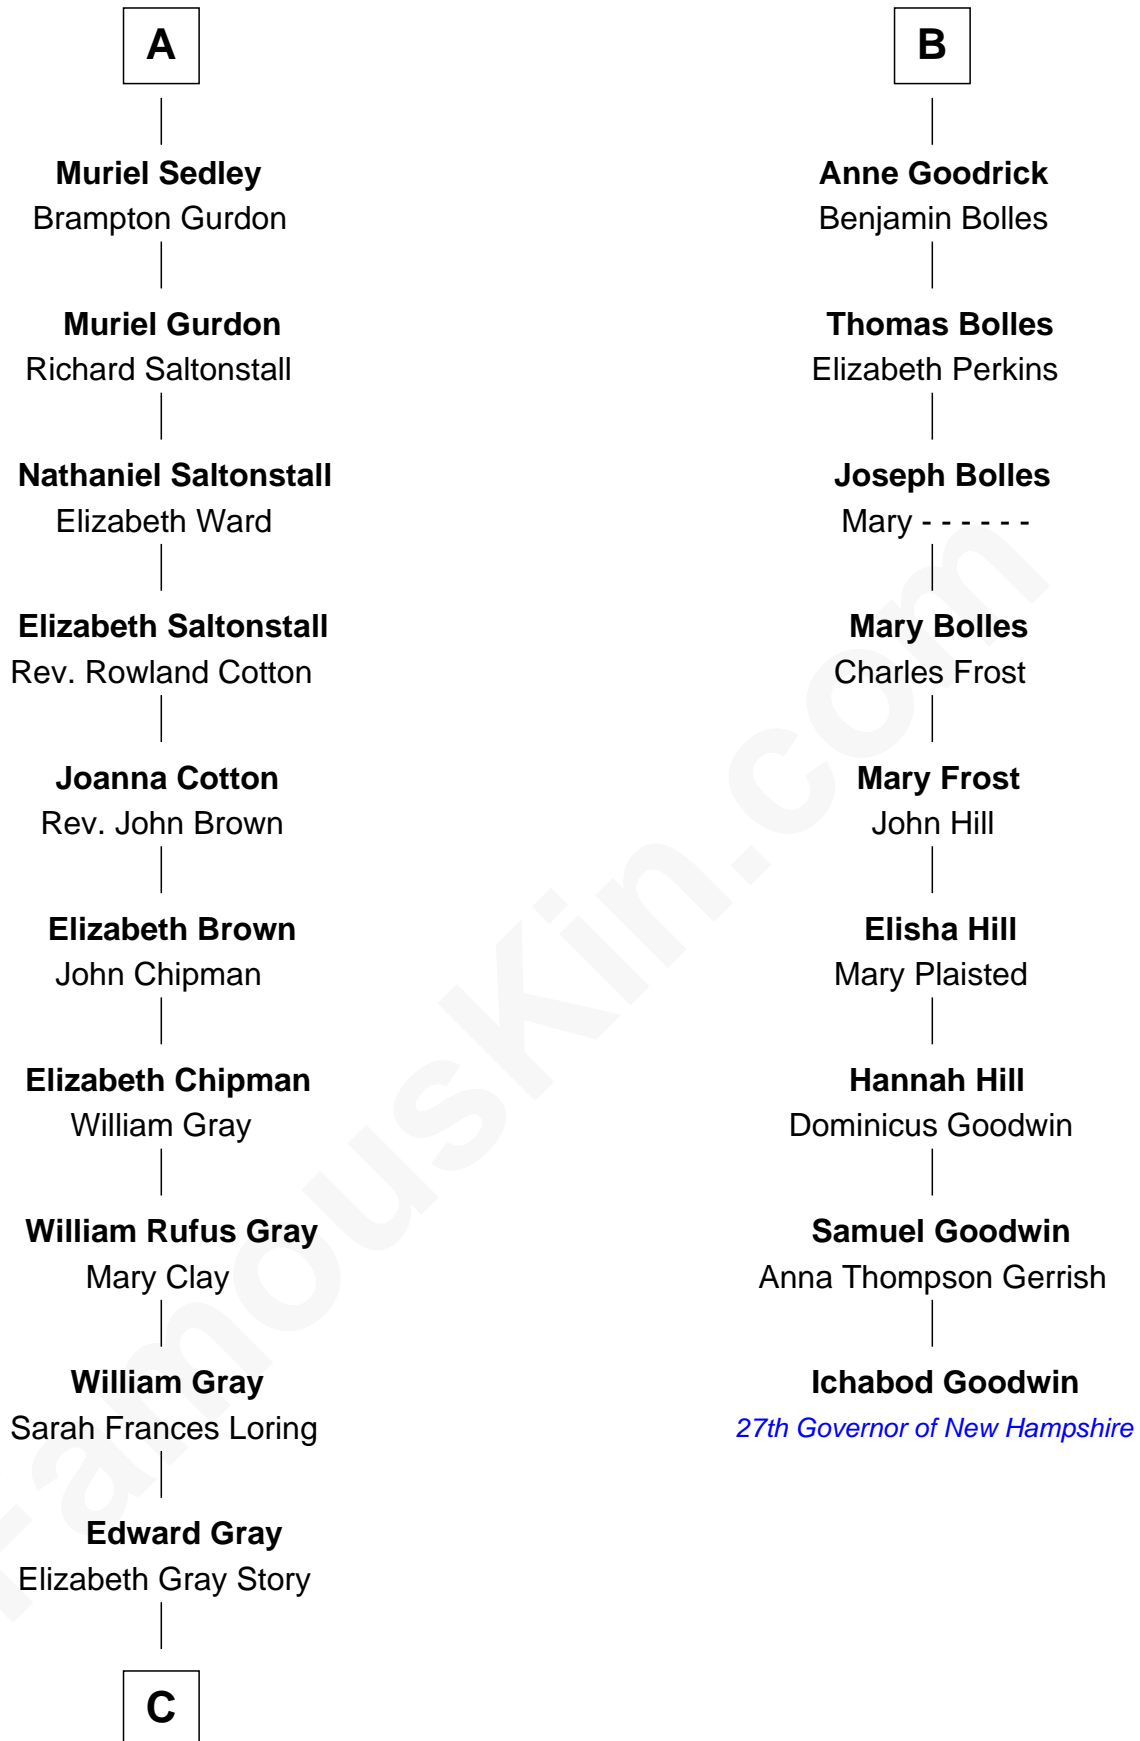 A
Muriel Sedley
Brampton Gurdon
Muriel Gurdon
Richard Saltonstall
Nathaniel Saltonstall
Elizabeth Ward
Elizabeth Saltonstall
Rev. Rowland Cotton
Joanna Cotton
Rev. John Brown
Elizabeth Brown
John Chipman
Elizabeth Chipman
William Gray
William Rufus Gray
Mary Clay
William Gray
Sarah Frances Loring
Edward Gray
Elizabeth Gray Story
C
B
Anne Goodrick
Benjamin Bolles
Thomas Bolles
Elizabeth Perkins
Joseph Bolles
Mary - - - - - -
Mary Bolles
Charles Frost
Mary Frost
John Hill
Elisha Hill
Mary Plaisted
Hannah Hill
Dominicus Goodwin
Samuel Goodwin
Anna Thompson Gerrish
Ichabod Goodwin
27th Governor of New Hampshire
FamousKin.com